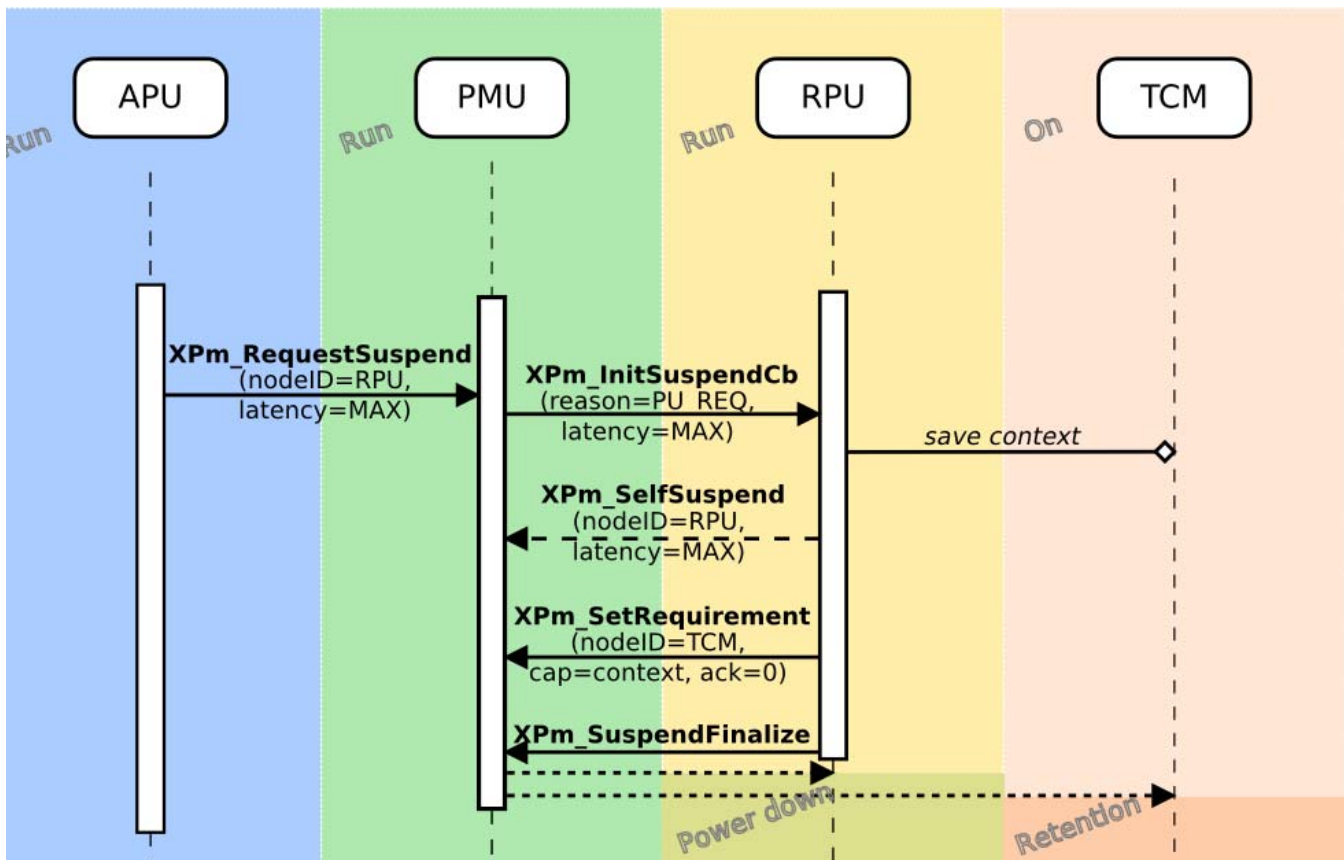 APU
PMU
RPU
TCM
Run
Run
Run
On
XPm_RequestSuspend
(nodeID=RPU,
latency=MAX)
XPm_InitSuspendCb
(reason=PU_REQ,
latency=MAX)
save context
XPm_SelfSuspend
(nodeID=RPU,
latency=MAX)
XPm_SetRequirement
(nodeID=TCM,
cap=context, ack=0)
XPm_SuspendFinalize
Power down
Retention